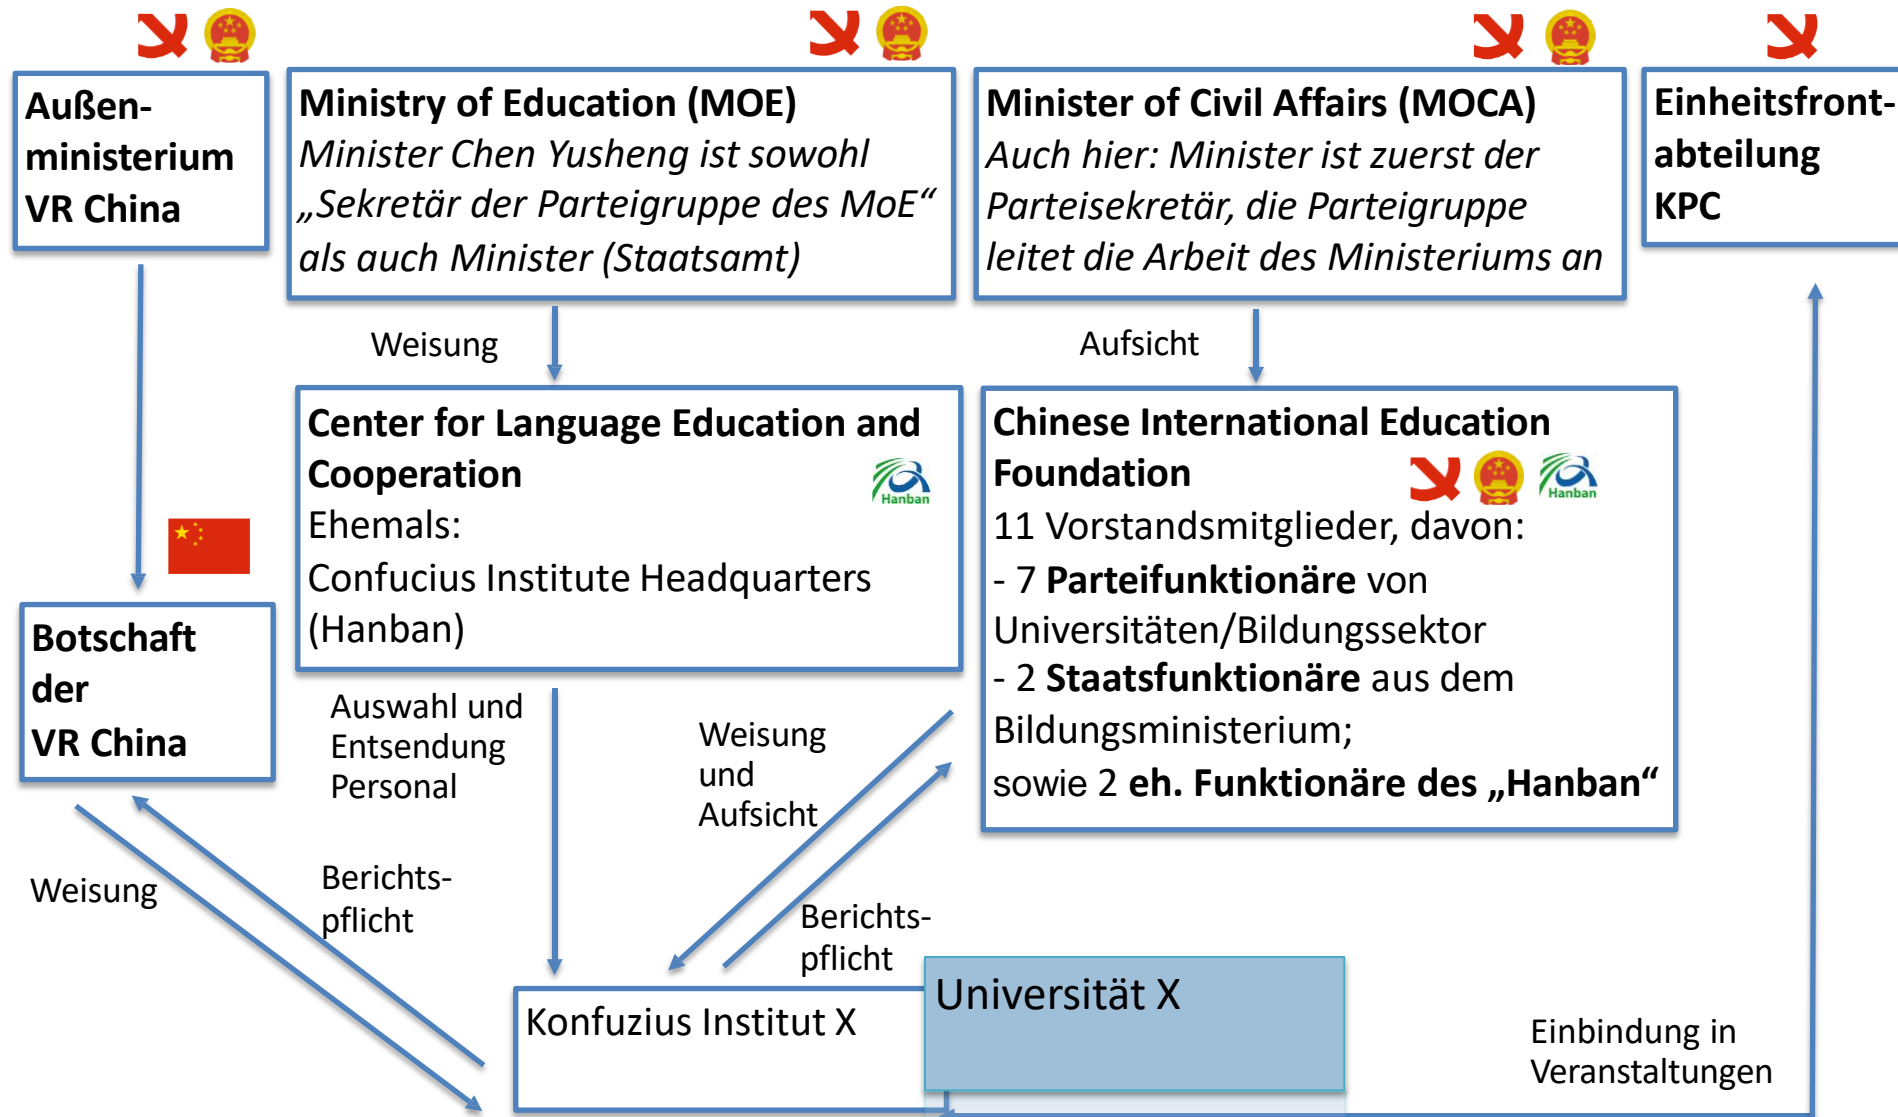 Außen-
ministerium
VR China
Ministry of Education (MOE)
Minister Chen Yusheng ist sowohl
„Sekretär der Parteigruppe des MoE“
als auch Minister (Staatsamt)
Minister of Civil Affairs (MOCA)
Auch hier: Minister ist zuerst der
Parteisekretär, die Parteigruppe
leitet die Arbeit des Ministeriums an
Einheitsfront-
abteilung
KPC
Weisung
Aufsicht
Center for Language Education and
Cooperation
Hanban
Ehemals:
Confucius Institute Headquarters
(Hanban)
Chinese International Education
Foundation
Hanban
11 Vorstandsmitglieder, davon:
- 7 Parteifunktionäre von
Universitäten/Bildungssektor
- 2 Staatsfunktionäre aus dem
Bildungsministerium;
sowie 2 eh. Funktionäre des „Hanban“
Botschaft
der
VR China
Auswahl und
Entsendung
Personal
Weisung
und
Aufsicht
Weisung
Berichts-
pflicht
Berichts-
pflicht
Konfuzius Institut X
Universität X
Einbindung in
Veranstaltungen